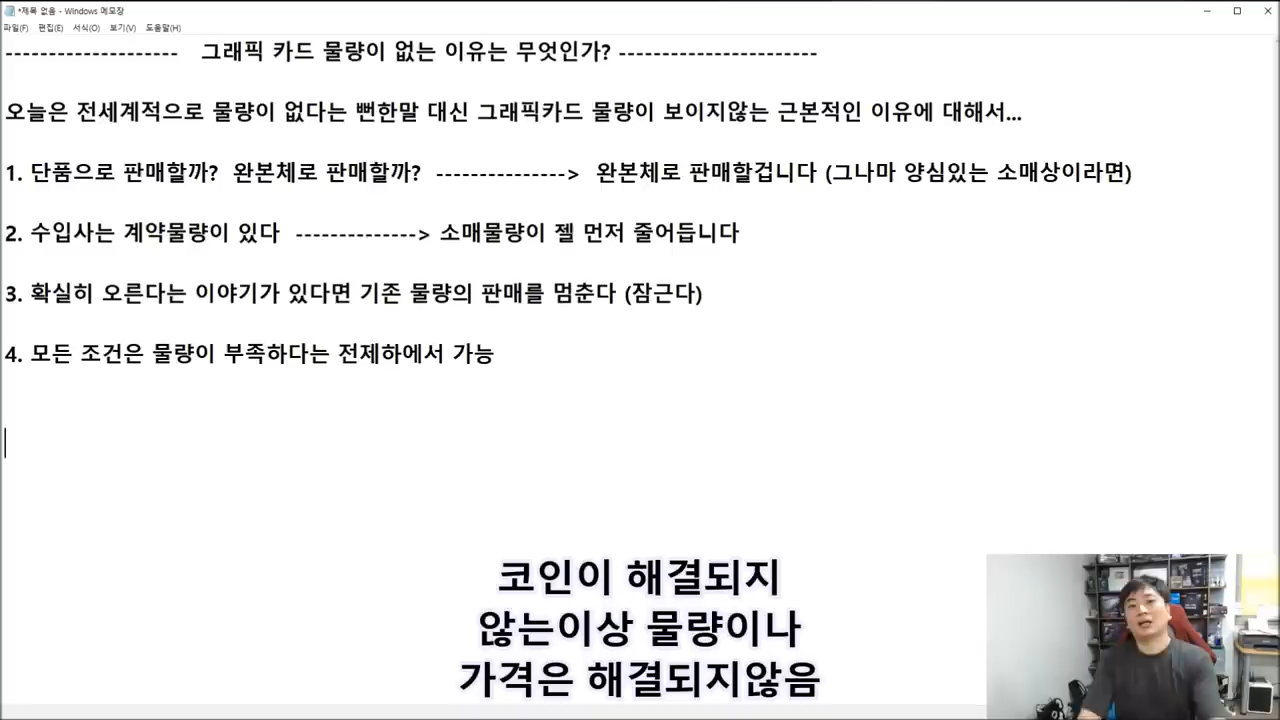 *제목 없음 - Windows 메모장
파일(F) 편집(E) 서식(O) 보기(V) 도움말(H)
-------------------- 그래픽 카드 물량이 없는 이유는 무엇인가? -----------------------
오늘은 전세계적으로 물량이 없다는 뻔한말 대신 그래픽카드 물량이 보이지않는 근본적인 이유에 대해서...
1. 단품으로 판매할까? 완본체로 판매할까? ---------------> 완본체로 판매할겁니다 (그나마 양심있는 소매상이라면)
2. 수입사는 계약물량이 있다 --------------> 소매물량이 젤 먼저 줄어듭니다
3. 확실히 오른다는 이야기가 있다면 기존 물량의 판매를 멈춘다 (잠근다)
4. 모든 조건은 물량이 부족하다는 전제하에서 가능
코인이 해결되지
않는이상 물량이나
가격은 해결되지않음